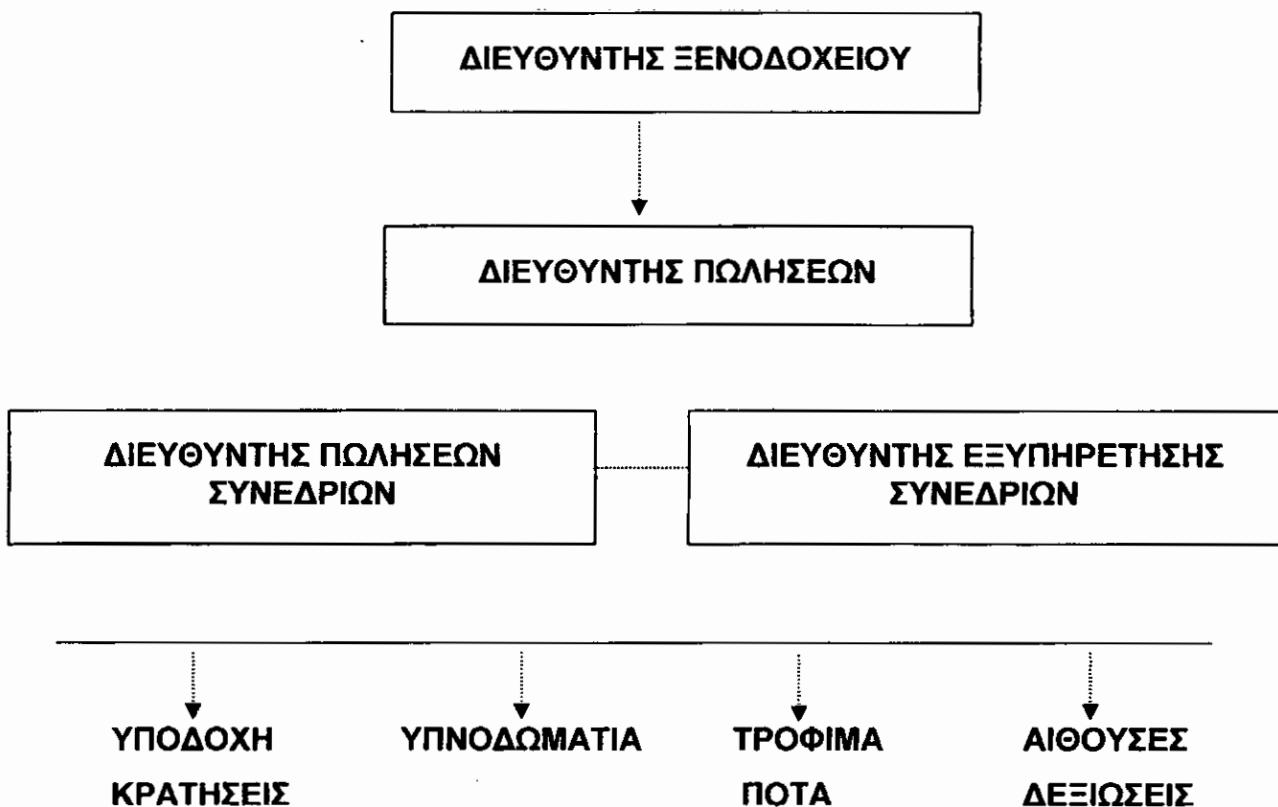 ΔΙΕΥΘΥΝΤΗΣ ΞΕΝΟΔΟΧΕΙΟΥ
ΔΙΕΥΘΥΝΤΗΣ ΠΩΛΗΣΕΩΝ
ΔΙΕΥΘΥΝΤΗΣ ΠΩΛΗΣΕΩΝ
ΣΥΝΕΔΡΙΩΝ
ΔΙΕΥΘΥΝΤΗΣ ΕΞΥΠΗΡΕΤΗΣΗΣ
ΣΥΝΕΔΡΙΩΝ
ΥΠΟΔΟΧΗ
ΚΡΑΤΗΣΕΙΣ
ΥΠΝΟΔΩΜΑΤΙΑ
ΤΡΟΦΙΜΑ
ΠΟΤΑ
ΑΙΘΟΥΣΕΣ
ΔΕΞΙΩΣΕΙΣ